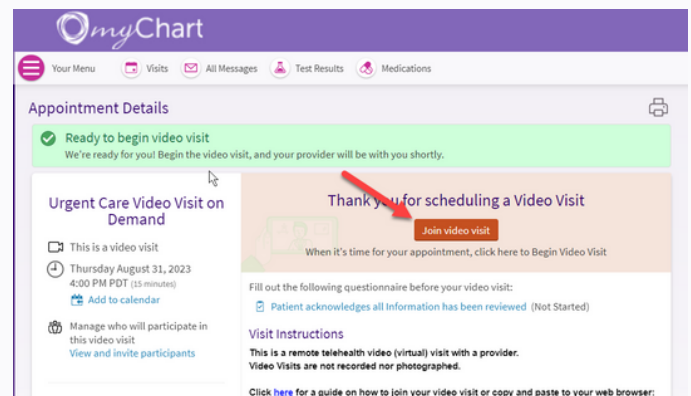 myChart
Your Menu Visits All Messages Test Results Medications
Appointment Details
Ready to begin video visit
We're ready for you! Begin the video visit, and your provider will be with you shortly.
Urgent Care Video Visit on
Demand
This is a video visit
Thursday August 31, 2023
4:00 PM PDT (15 minutes)
Add to calendar
Manage who will participate in
this video visit
View and invite participants
Thank you for scheduling a Video Visit
Join video visit
When it's time for your appointment, click here to Begin Video Visit
Fill out the following questionnaire before your video visit:
Patient acknowledges all Information has been reviewed (Not Started)
Visit Instructions
This is a remote telehealth video (virtual) visit with a provider.
Video Visits are not recorded nor photographed.
Click here for a guide on how to join your video visit or copy and paste to your web browser: